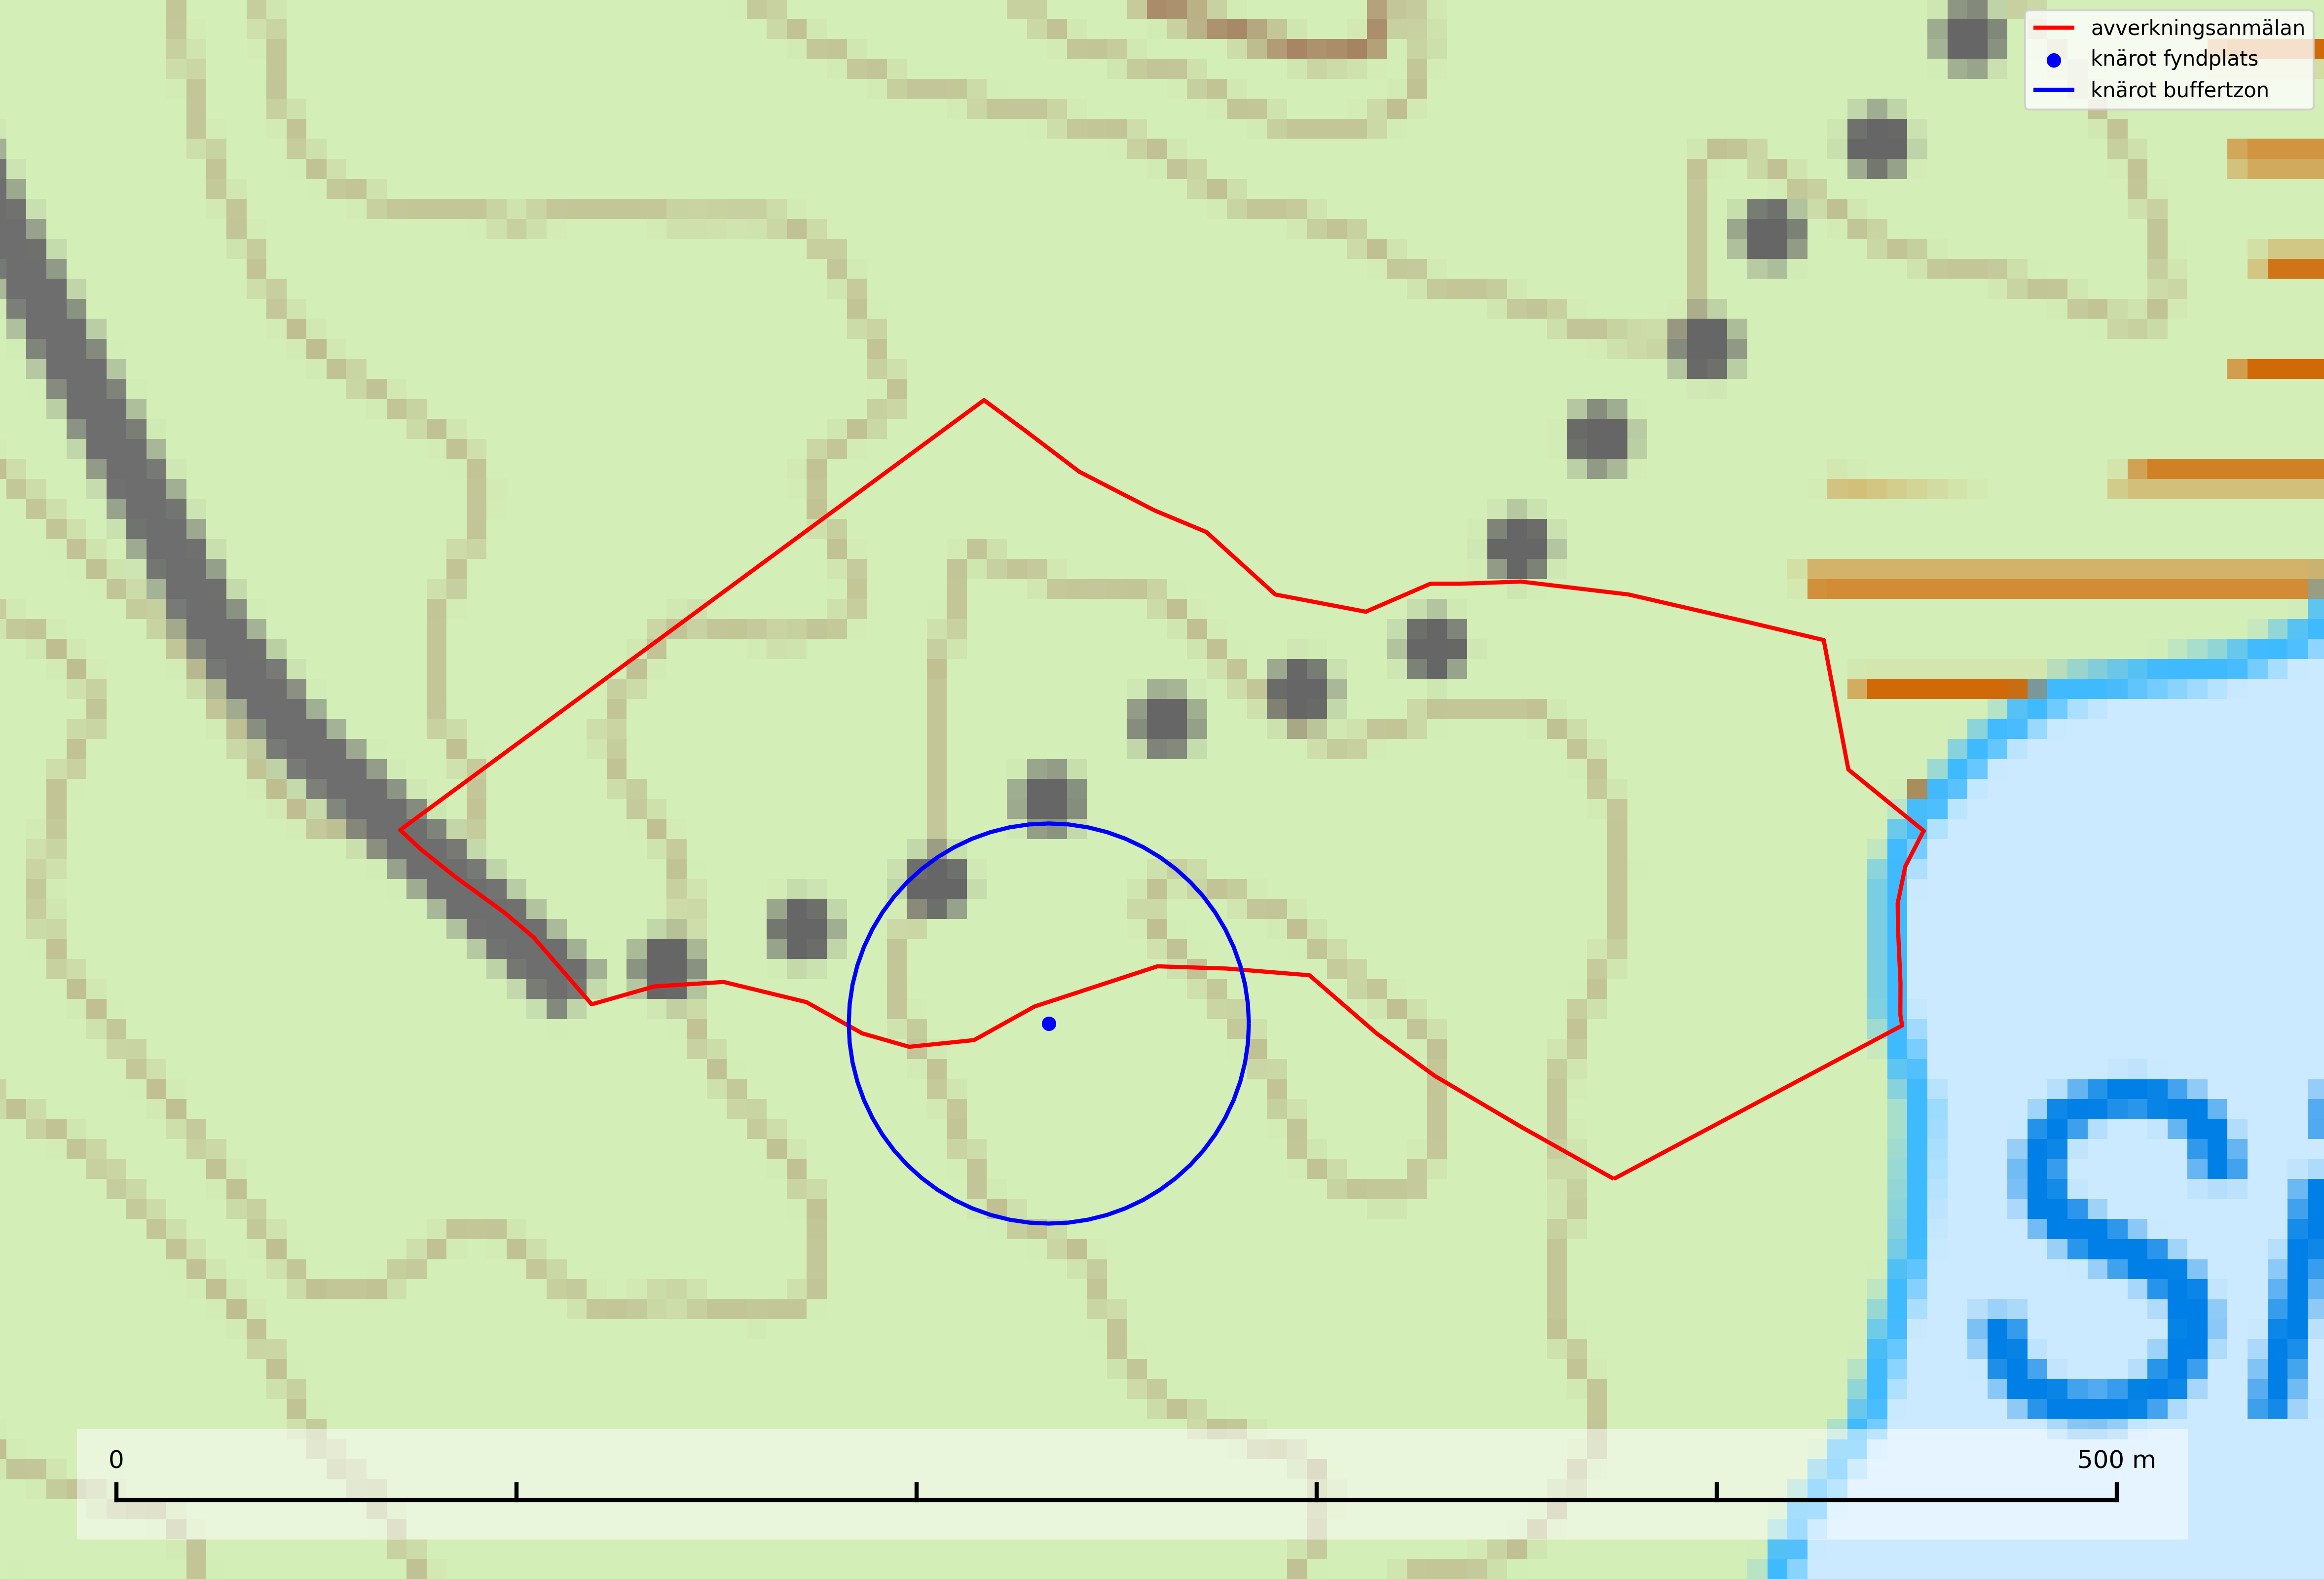 avverkningsanmälan
knärot fyndplats
knärot buffertzon
S
0 500 m